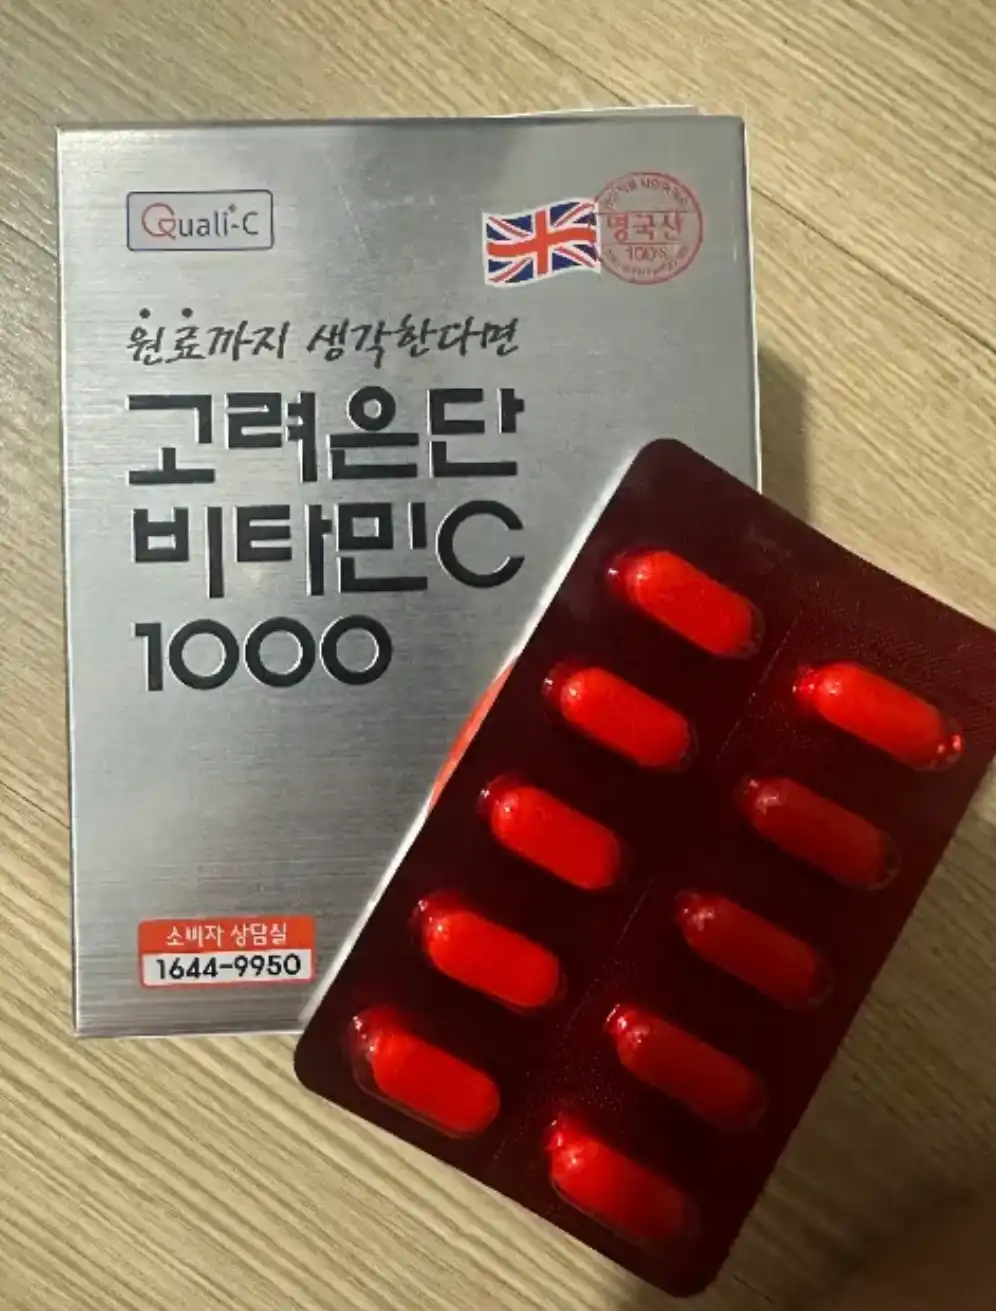 Quali®-C
영국산
100%
원료까지 생각한다면
고려은단
비타민C
1000
소비자 상담실
1644-9950